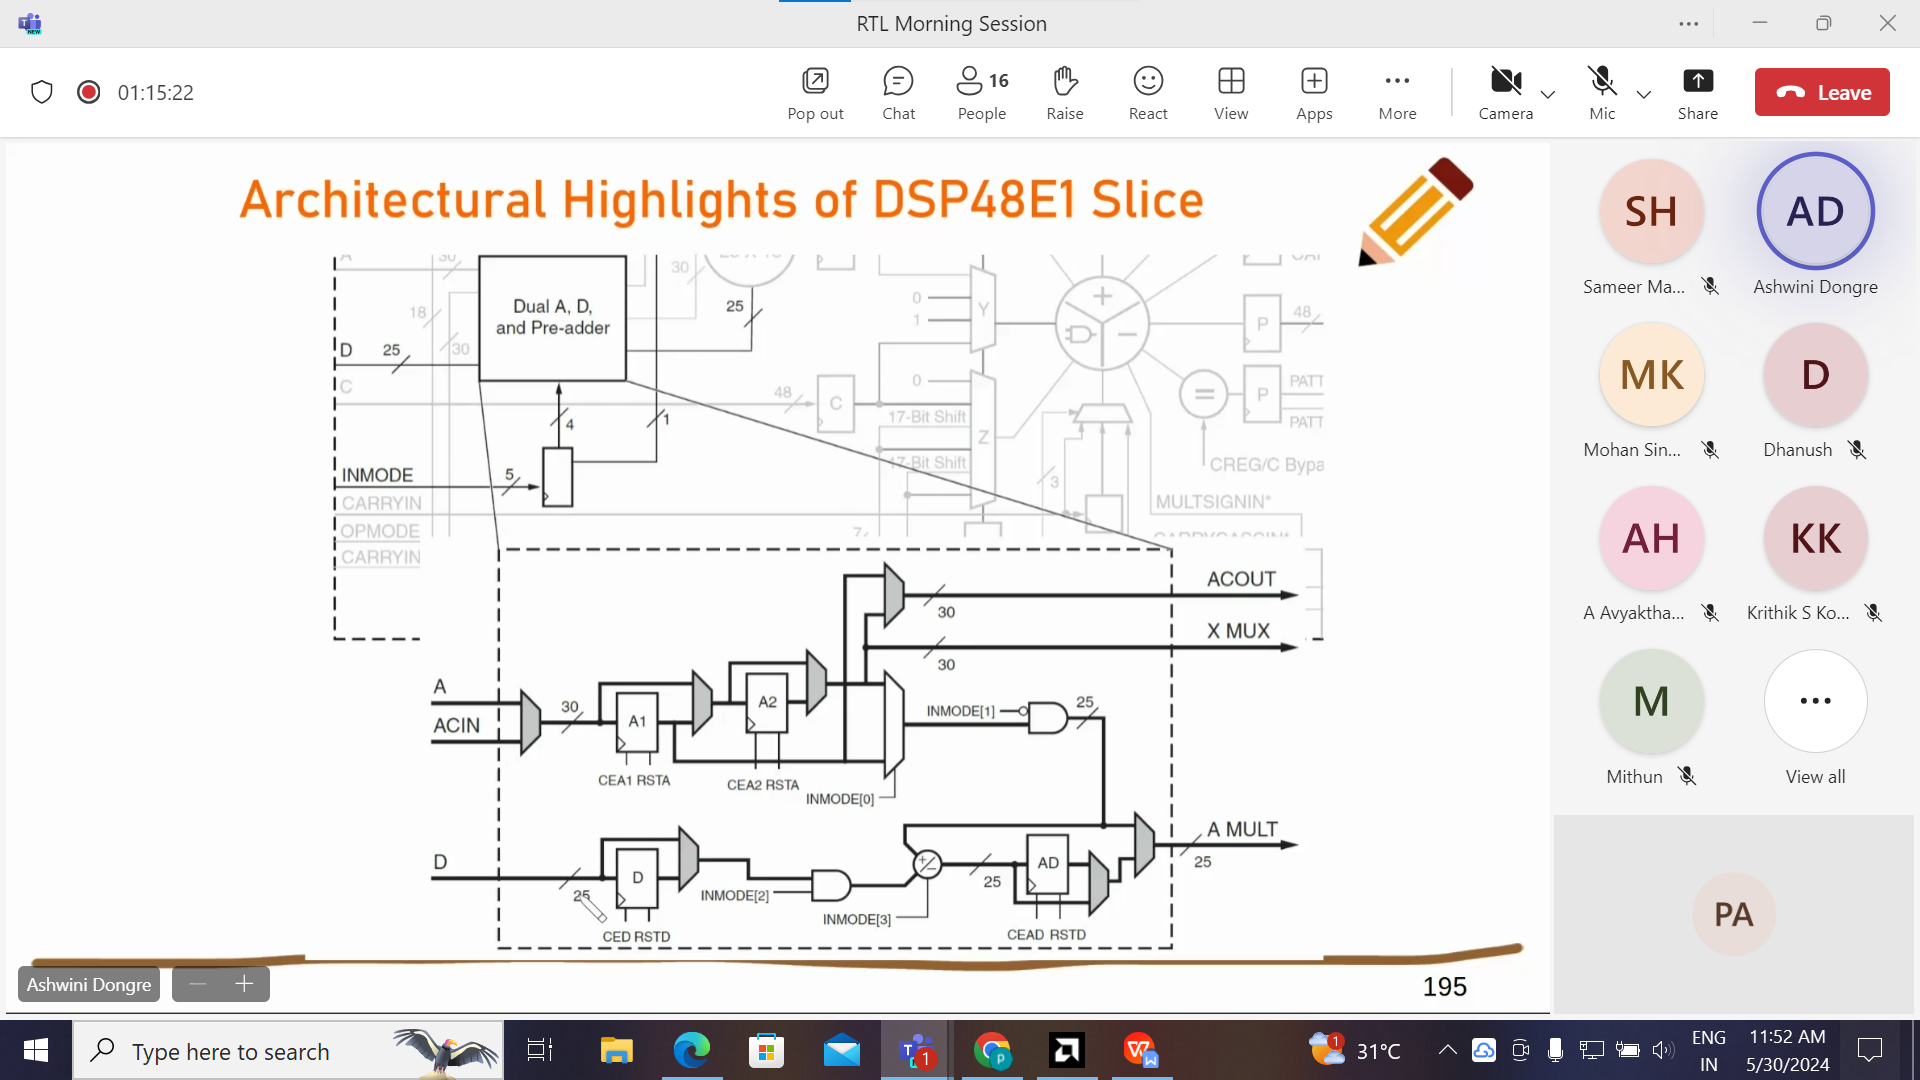 RTL Morning Session
NEW
01:15:22
Pop out
Chat
16
People
Raise
React
View
Apps
More
Camera
Mic
Share
Leave
Architectural Highlights of DSP48E1 Slice
A
30
18
30
Dual A, D,
and Pre-adder
D
25
C
30
25
0
1
Y
P
48
48
C
0
17-Bit Shift
Z
17-Bit Shift
P
PATT
PATT
4
1
INMODE
5
CARRYIN
OPMODE
CARRYIN
CREG/C Bypa
3
MULTSIGNIN*
7
ACOUT
30
X MUX
30
A
ACIN
30
A1
A2
CEA1 RSTA
CEA2 RSTA
INMODE[0]
INMODE[1]
25
A MULT
25
D
25
D
CED RSTD
INMODE[2]
INMODE[3]
25
AD
CEAD RSTD
195
Ashwini Dongre
SH
Sameer Ma...
AD
Ashwini Dongre
MK
Mohan Sin...
D
Dhanush
AH
A Avyaktha...
KK
Krithik S Ko...
M
Mithun
View all
PA
Type here to search
1
p
W
1
31°C
ENG
IN
11:52 AM
5/30/2024